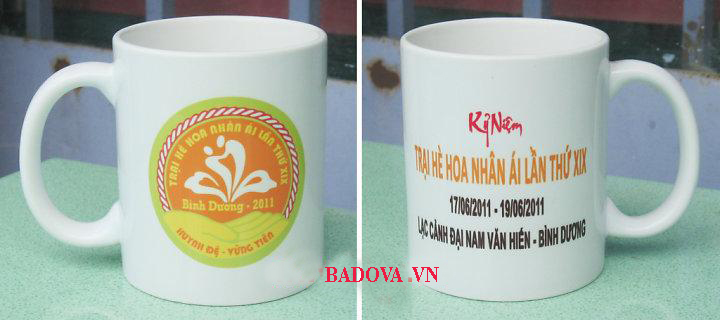 TRẠI HÈ HOA NHÂN ÁI LẦN THỨ XIX
Bình Dương - 2011
HUYNH ĐỆ - VỮNG TIẾN
Kỷ Niệm
TRẠI HÈ HOA NHÂN ÁI LẦN THỨ XIX
17/06/2011 - 19/06/2011
LẠC CẢNH ĐẠI NAM VĂN HIẾN - BÌNH DƯƠNG
BADOVA .VN